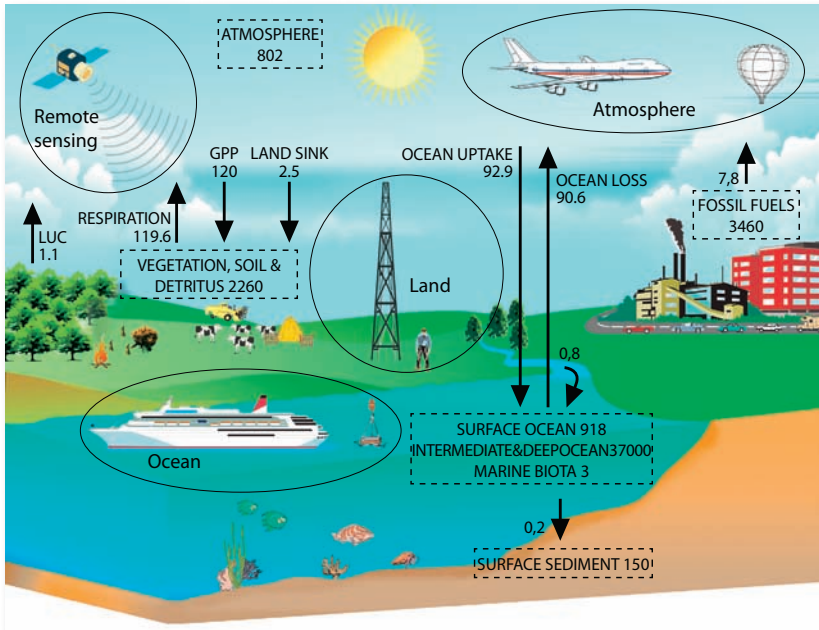 ATMOSPHERE
802
Remote
sensing
Atmosphere
GPP
120
LAND SINK
2.5
OCEAN UPTAKE
92.9
OCEAN LOSS
90.6
7,8
FOSSIL FUELS
3460
LUC
1.1
RESPIRATION
119.6
VEGETATION, SOIL &
DETRITUS 2260
Land
0,8
Ocean
SURFACE OCEAN 918
INTERMEDIATE&DEEPOCEAN37000
MARINE BIOTA 3
0,2
SURFACE SEDIMENT 150